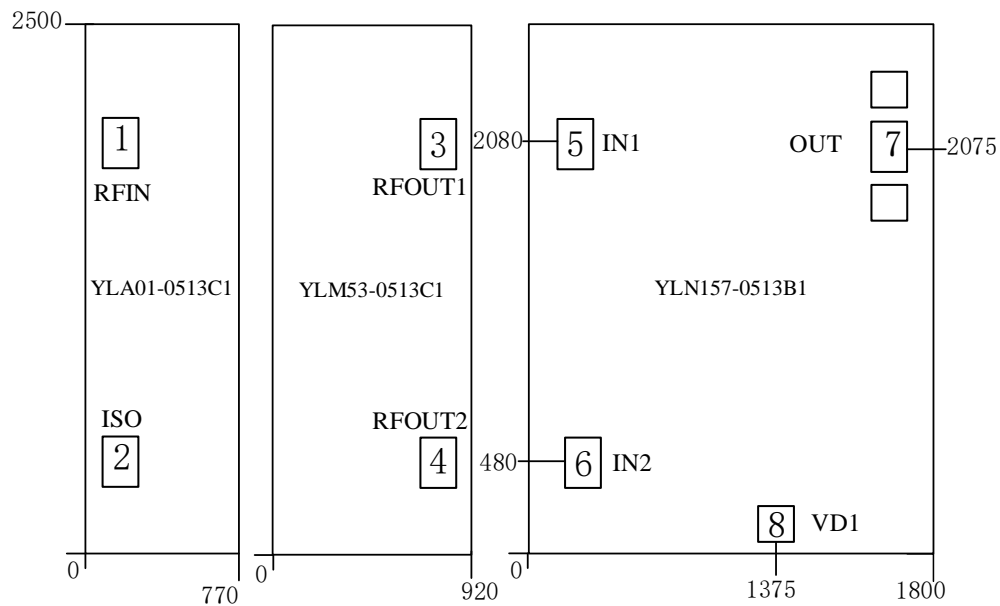 2500
1
RFIN
YLA01-0513C1
ISO
2
0
770
3
RFOUT1
YLM53-0513C1
RFOUT2
4
0
920
2080
5 IN1
OUT 7
2075
YLN157-0513B1
480
6 IN2
8 VD1
0
1375
1800